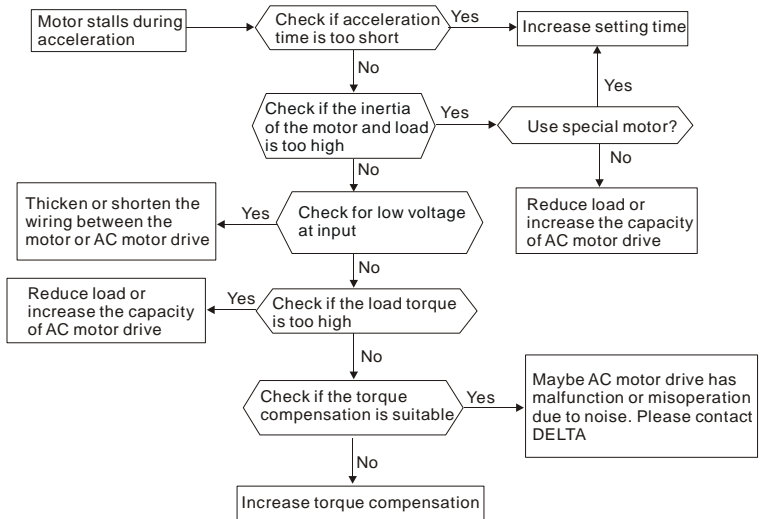 Motor stalls during
acceleration
Check if acceleration
time is too short
Yes
Increase setting time
No
Yes
Check if the inertia
of the motor and load
is too high
Yes
Use special motor?
No
No
Thicken or shorten the
wiring between the
motor or AC motor drive
Yes
Check for low voltage
at input
Reduce load or
increase the capacity
of AC motor drive
No
Reduce load or
increase the capacity
of AC motor drive
Yes
Check if the load torque
is too high
No
Check if the torque
compensation is suitable
Yes
Maybe AC motor drive has
malfunction or misoperation
due to noise. Please contact
DELTA
No
Increase torque compensation